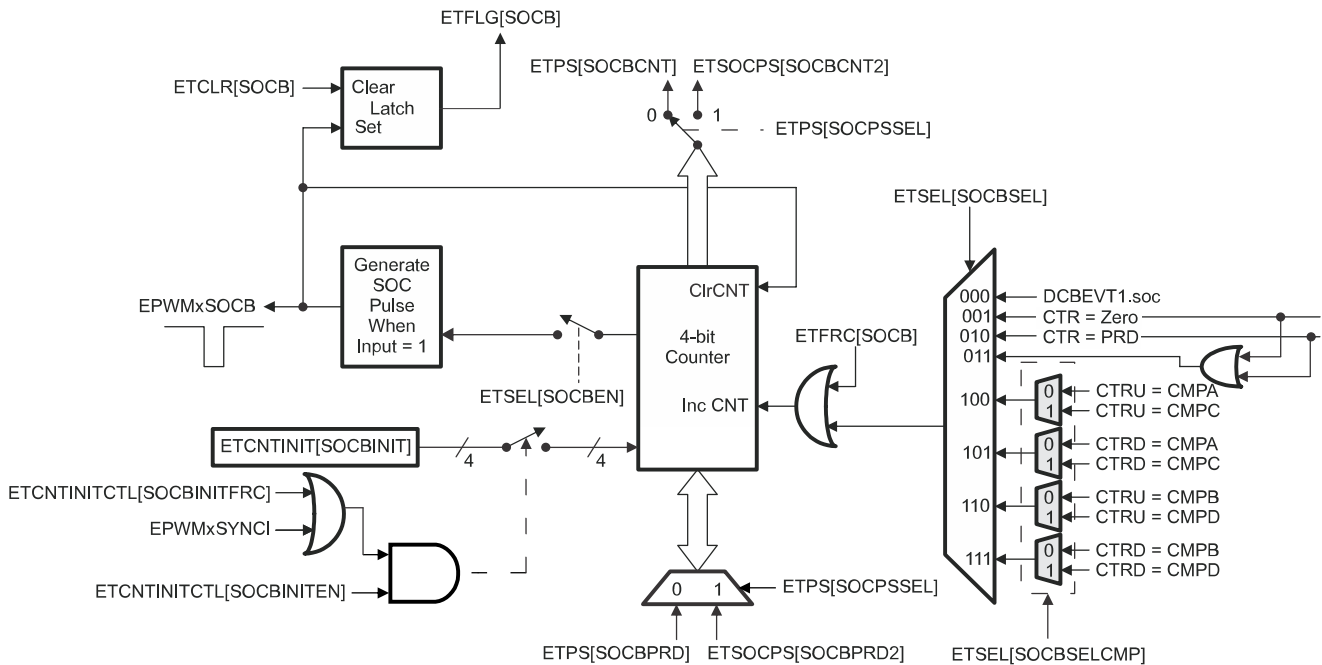 ETFLG[SOCB]
ETCLR[SOCB]
Clear
Latch
Set
ETPS[SOCBCNT]
ETSOCPS[SOCBCNT2]
0
1
ETPS[SOCPSSEL]
ETSEL[SOCBSEL]
EPWMxSOCB
Generate
SOC
Pulse
When
Input = 1
ETSEL[SOCBEN]
ClrCNT
4-bit
Counter
Inc CNT
ETFRC[SOCB]
000
001
010
011
100
101
110
111
DCBEVT1.soc
CTR = Zero
CTR = PRD
0
1
CTRU = CMPA
CTRU = CMPC
0
1
CTRD = CMPA
CTRD = CMPC
0
1
CTRU = CMPB
CTRU = CMPD
0
1
CTRD = CMPB
CTRD = CMPD
ETSEL[SOCBSELCMP]
ETCNTINIT[SOCBINIT]
4
4
ETCNTINITCTL[SOCBINITFRC]
EPWMxSYNCI
ETCNTINITCTL[SOCBINITEN]
0 1
ETPS[SOCPSSEL]
ETPS[SOCBPRD]
ETSOCPS[SOCBPRD2]